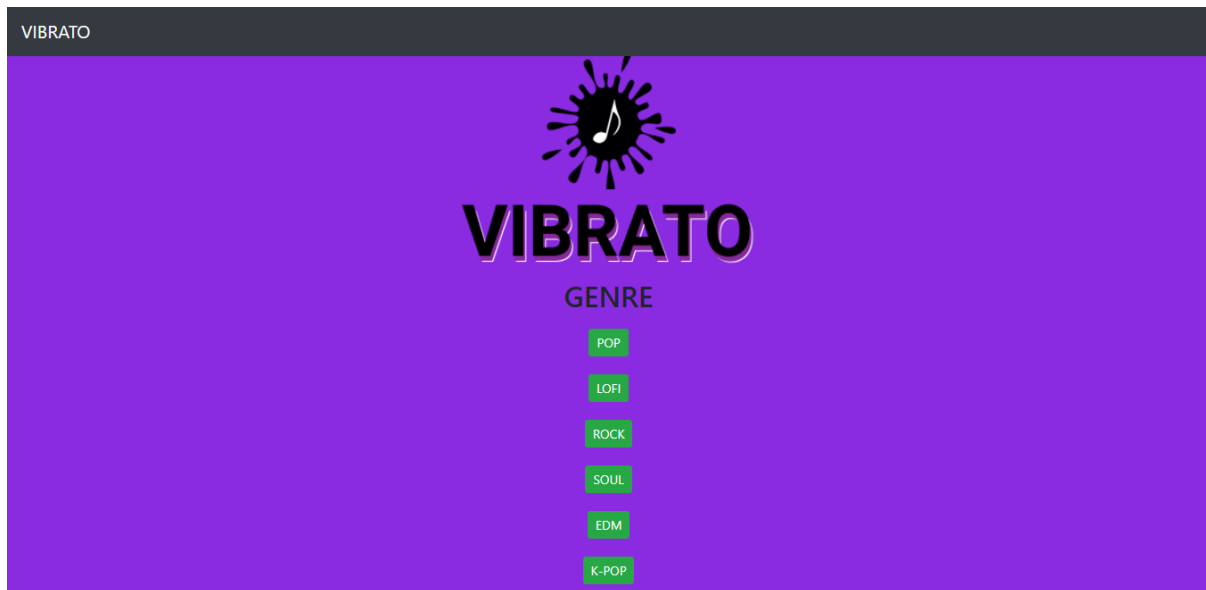 VIBRATO
VIBRATO
GENRE
POP
LOFI
ROCK
SOUL
EDM
K-POP